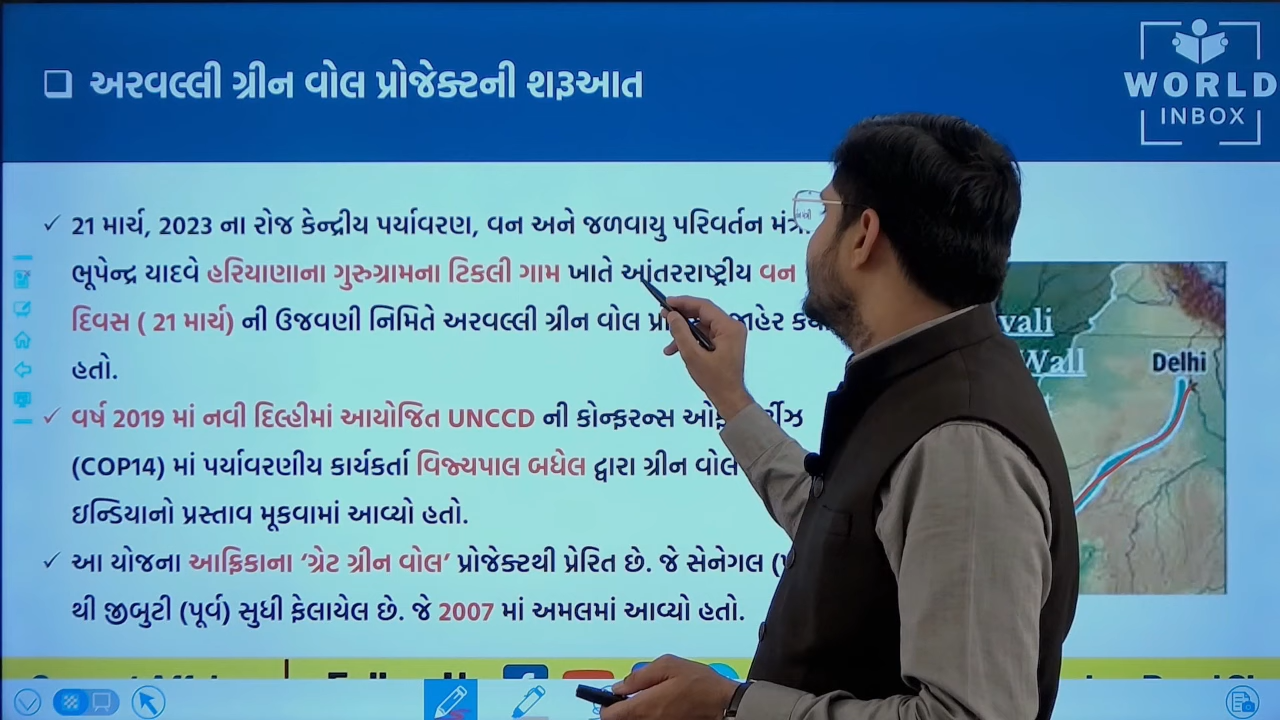 ❑ અરવલ્લી ગ્રીન વોલ પ્રોજેક્ટની શરૂઆત
WORLD
INBOX
✓ 21 માર્ચ, 2023 ના રોજ કેન્દ્રીય પર્યાવરણ, વન અને જળવાયુ પરિવર્તન
ભૂપેન્દ્ર યાદવે હરિયાણાના ગુરુગ્રામના ટિકલી ગામ ખાતે આંતરરાષ્ટ્રીય વન
દિવસ ( 21 માર્ચ) ની ઉજવણી નિમિતે અરવલ્લી ગ્રીન વોલ
હતો.
✓ વર્ષ 2019 માં નવી દિલ્હીમાં આયોજિત UNCCD ની કોન્ફરન્સ
(COP14) માં પર્યાવરણીય કાર્યકર્તા વિજ્યપાલ બઘેલ દ્વારા ગ્રીન વોલ
ઇન્ડિયાનો પ્રસ્તાવ મૂકવામાં આવ્યો હતો.
✓ આ યોજના આફ્રિકાના ‘ગ્રેટ ગ્રીન વોલ’ પ્રોજેક્ટથી પ્રેરિત છે. જે સેનેગલ
થી જીબુટી (પૂર્વ) સુધી ફેલાયેલ છે. જે 2007 માં અમલમાં આવ્યો હતો.
Wall
Delhi